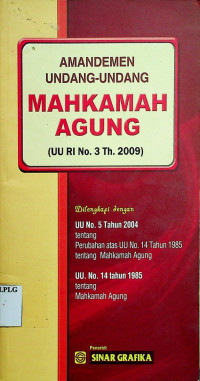 AMANDEMEN
UNDANG-UNDANG
MAHKAMAH
AGUNG
(UU RI No. 3 Th. 2009)
Dilengkapi dengan
UU No. 5 Tahun 2004
tentang
Perubahan atas UU No. 14 Tahun 1985
tentang Mahkamah Agung
UU. No. 14 tahun 1985
tentang
Mahkamah Agung
PLG
Penerbit
SINAR GRAFIKA